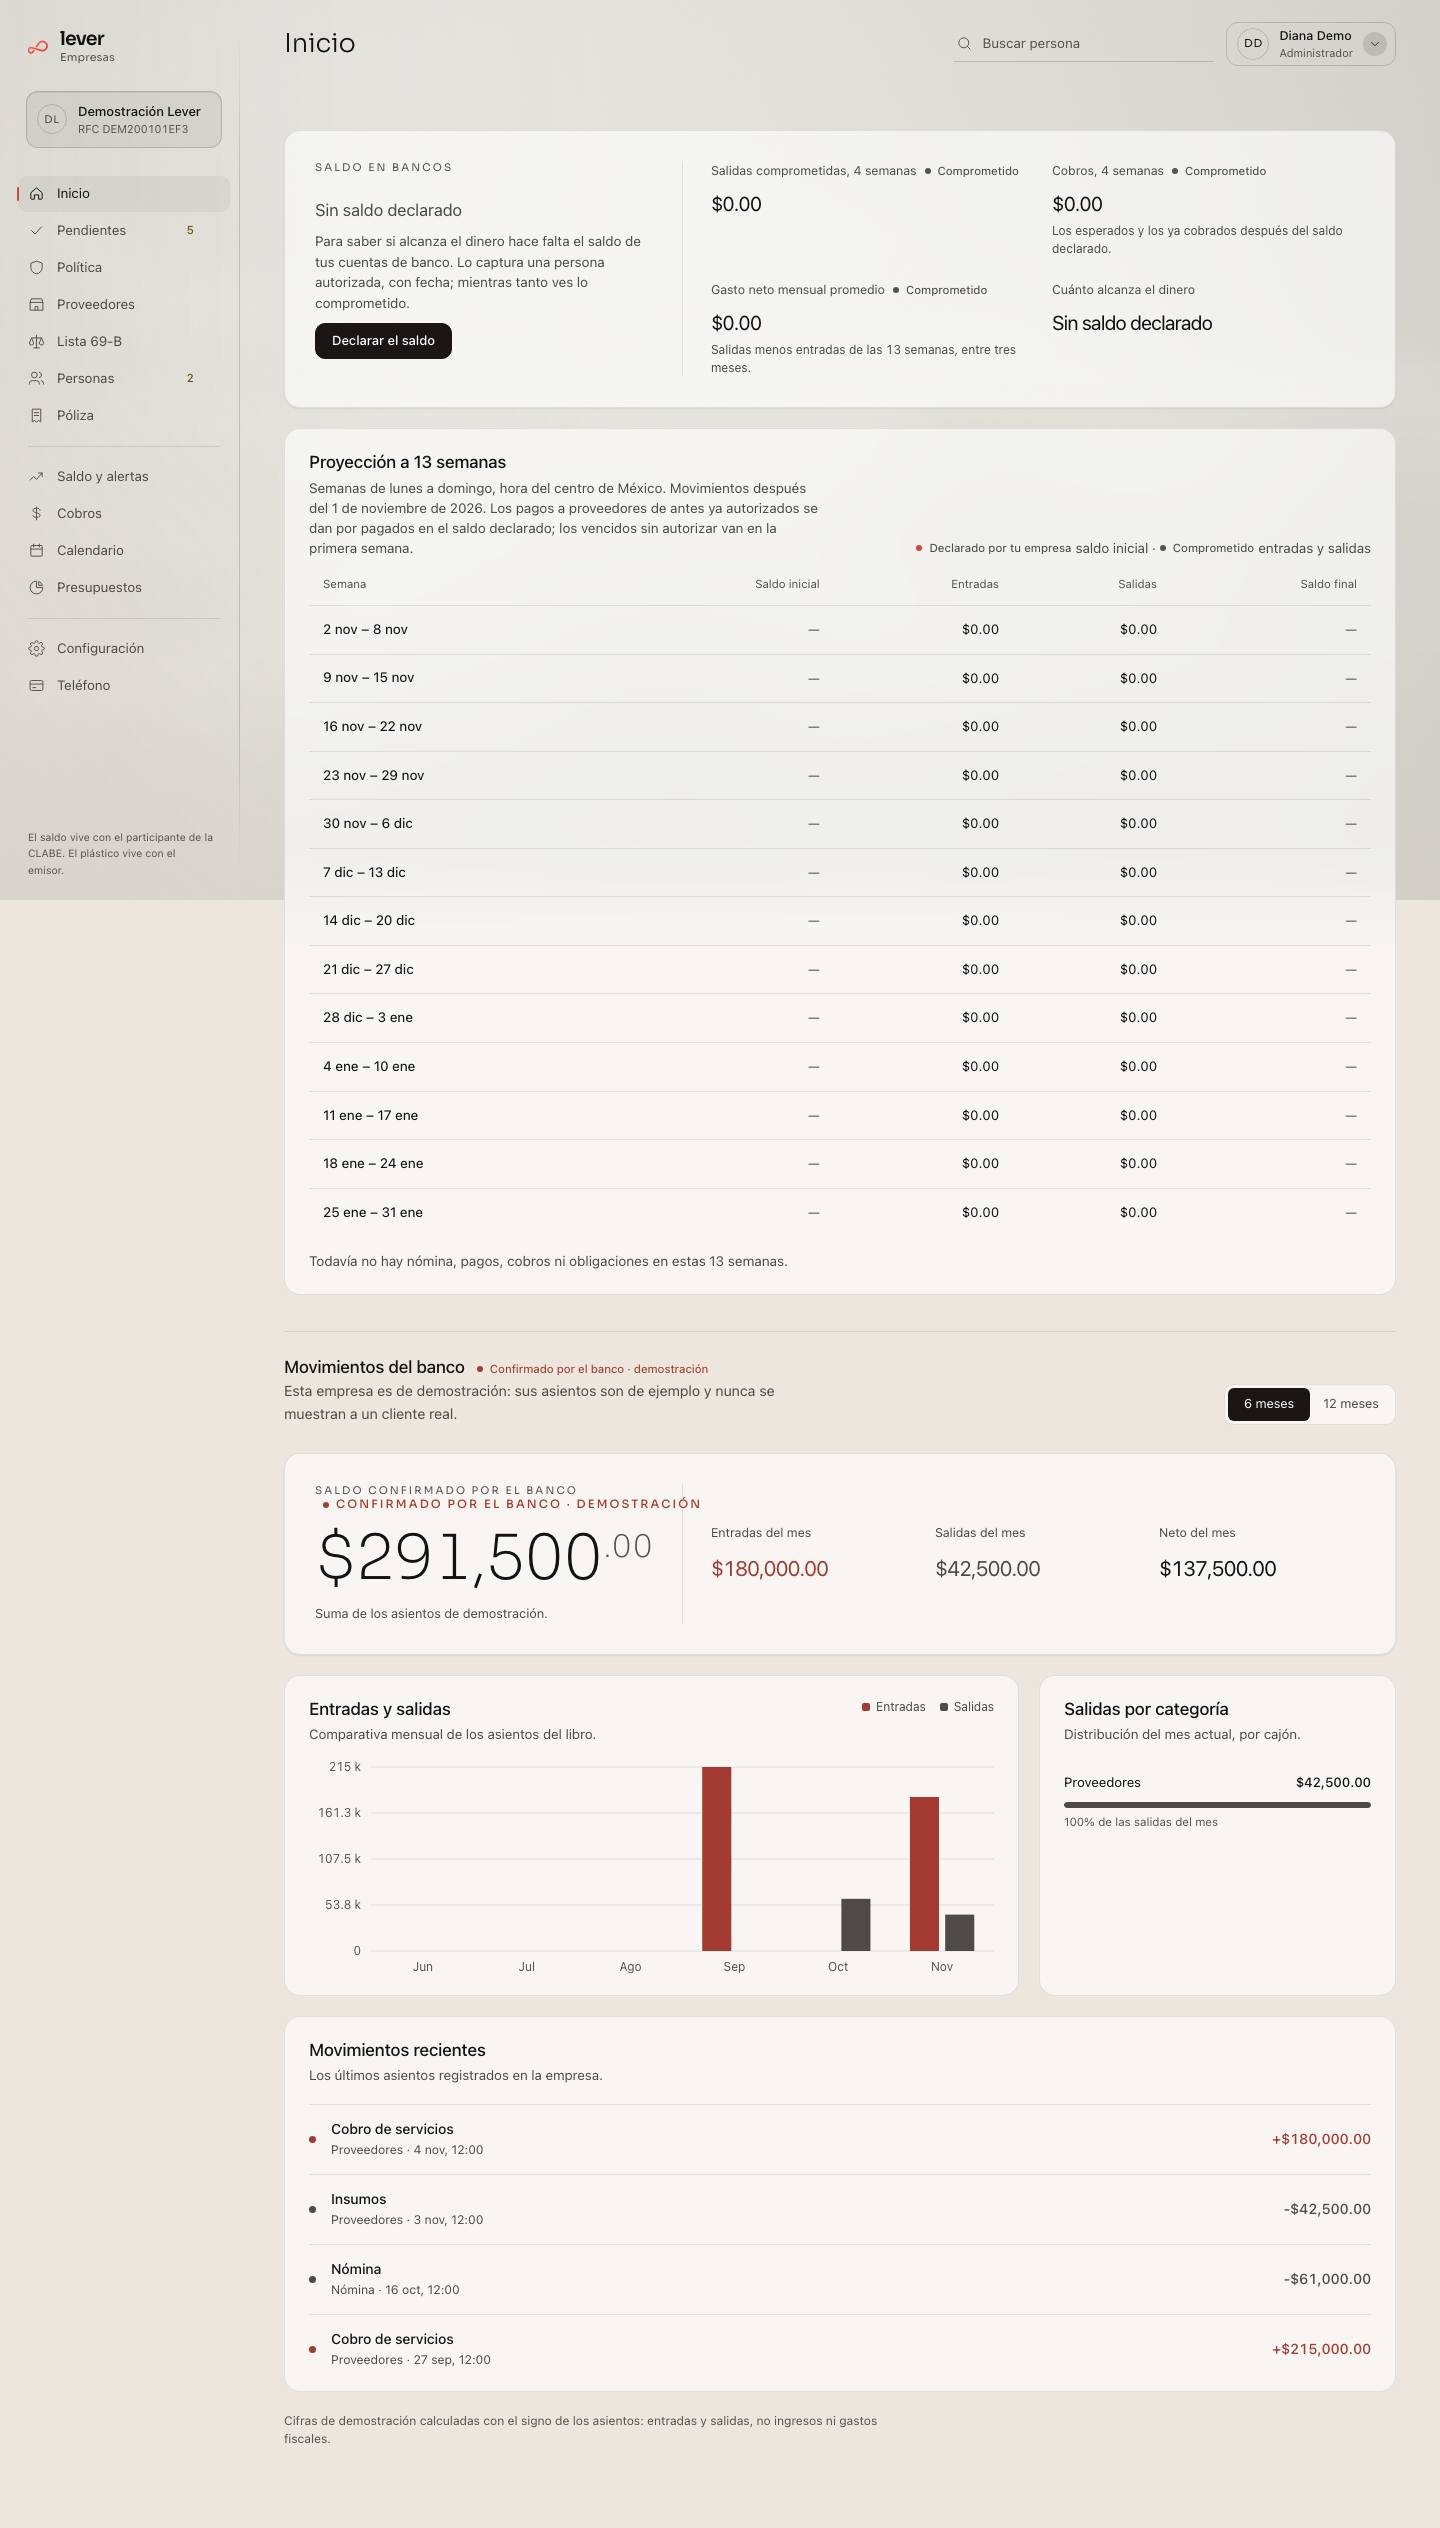 lever
Empresas
DL
Demostración Lever
RFC DEM200101EF3
Inicio
Pendientes 5
Política
Proveedores
Lista 69-B
Personas 2
Póliza
Saldo y alertas
Cobros
Calendario
Presupuestos
Configuración
Teléfono
El saldo vive con el participante de la
CLABE. El plástico vive con el
emisor.
Inicio
Buscar persona
DD
Diana Demo
Administrador
SALDO EN BANCOS
Sin saldo declarado
Para saber si alcanza el dinero hace falta el saldo de
tus cuentas de banco. Lo captura una persona
autorizada, con fecha; mientras tanto ves lo
comprometido.
Declarar el saldo
Salidas comprometidas, 4 semanas Comprometido
$0.00
Cobros, 4 semanas Comprometido
$0.00
Los esperados y los ya cobrados después del saldo
declarado.
Gasto neto mensual promedio Comprometido
$0.00
Salidas menos entradas de las 13 semanas, entre tres
meses.
Cuánto alcanza el dinero
Sin saldo declarado
Proyección a 13 semanas
Semanas de lunes a domingo, hora del centro de México. Movimientos después
del 1 de noviembre de 2026. Los pagos a proveedores de antes ya autorizados se
dan por pagados en el saldo declarado; los vencidos sin autorizar van en la
primera semana.
Declarado por tu empresa saldo inicial · Comprometido entradas y salidas
Semana Saldo inicial Entradas Salidas Saldo final
2 nov – 8 nov — $0.00 $0.00 —
9 nov – 15 nov — $0.00 $0.00 —
16 nov – 22 nov — $0.00 $0.00 —
23 nov – 29 nov — $0.00 $0.00 —
30 nov – 6 dic — $0.00 $0.00 —
7 dic – 13 dic — $0.00 $0.00 —
14 dic – 20 dic — $0.00 $0.00 —
21 dic – 27 dic — $0.00 $0.00 —
28 dic – 3 ene — $0.00 $0.00 —
4 ene – 10 ene — $0.00 $0.00 —
11 ene – 17 ene — $0.00 $0.00 —
18 ene – 24 ene — $0.00 $0.00 —
25 ene – 31 ene — $0.00 $0.00 —
Todavía no hay nómina, pagos, cobros ni obligaciones en estas 13 semanas.
Movimientos del banco Confirmado por el banco · demostración
Esta empresa es de demostración: sus asientos son de ejemplo y nunca se
muestran a un cliente real.
6 meses 12 meses
SALDO CONFIRMADO POR EL BANCO
CONFIRMADO POR EL BANCO · DEMOSTRACIÓN
$291,500.00
Suma de los asientos de demostración.
Entradas del mes
$180,000.00
Salidas del mes
$42,500.00
Neto del mes
$137,500.00
Entradas y salidas
Comparativa mensual de los asientos del libro.
Entradas Salidas
215 k
161.3 k
107.5 k
53.8 k
0
Jun Jul Ago Sep Oct Nov
Salidas por categoría
Distribución del mes actual, por cajón.
Proveedores $42,500.00
100% de las salidas del mes
Movimientos recientes
Los últimos asientos registrados en la empresa.
Cobro de servicios
Proveedores · 4 nov, 12:00
+$180,000.00
Insumos
Proveedores · 3 nov, 12:00
-$42,500.00
Nómina
Nómina · 16 oct, 12:00
-$61,000.00
Cobro de servicios
Proveedores · 27 sep, 12:00
+$215,000.00
Cifras de demostración calculadas con el signo de los asientos: entradas y salidas, no ingresos ni gastos
fiscales.